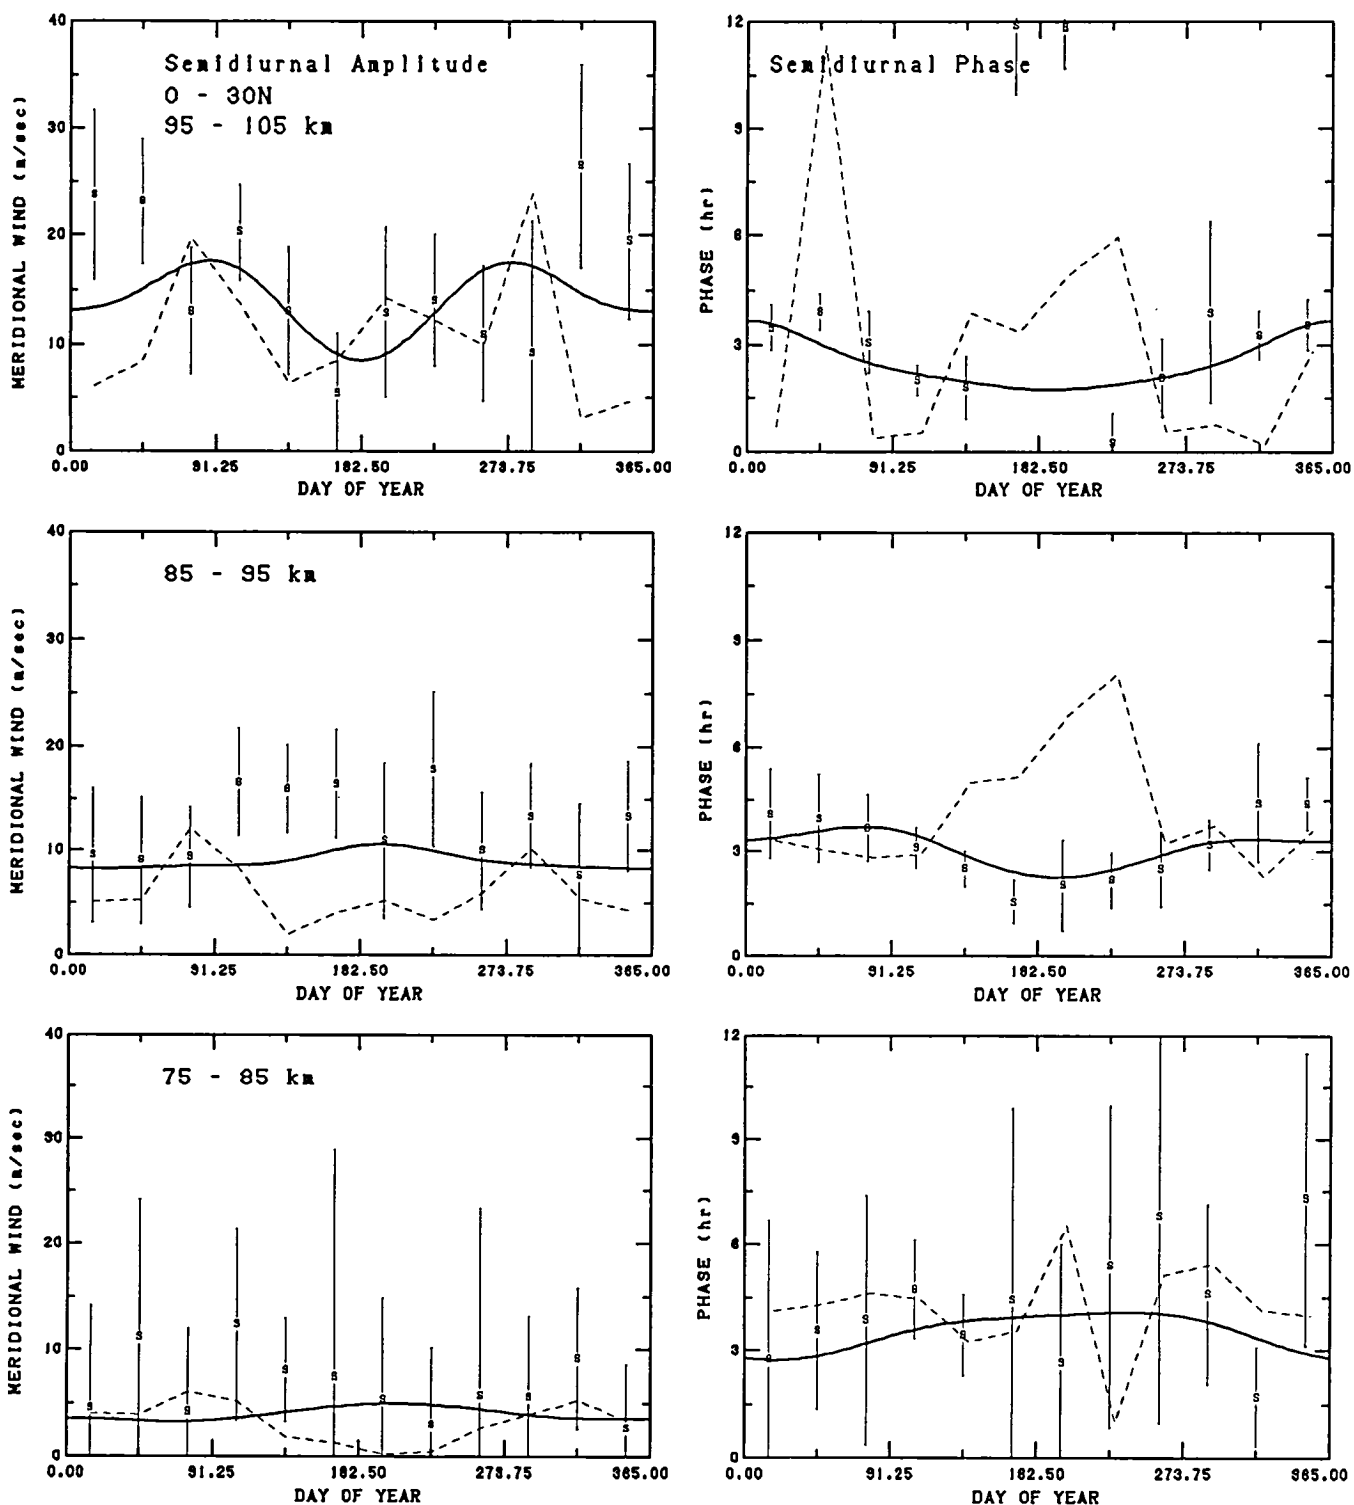 40
30
20
10
0
MERIDIONAL WIND (m/sec)
Semidiurnal Amplitude
0 - 30N
95 - 105 km
0.00 91.25 182.50 273.75 365.00
DAY OF YEAR
12
9
6
3
0
PHASE (hr)
Semidiurnal Phase
0.00 91.25 182.50 273.75 365.00
DAY OF YEAR
40
30
20
10
0
MERIDIONAL WIND (m/sec)
85 - 95 km
0.00 91.25 182.50 273.75 365.00
DAY OF YEAR
12
9
6
3
0
PHASE (hr)
0.00 91.25 182.50 273.75 365.00
DAY OF YEAR
40
30
20
10
0
MERIDIONAL WIND (m/sec)
75 - 85 km
0.00 91.25 182.50 273.75 365.00
DAY OF YEAR
12
9
6
3
0
PHASE (hr)
0.00 91.25 182.50 273.75 365.00
DAY OF YEAR